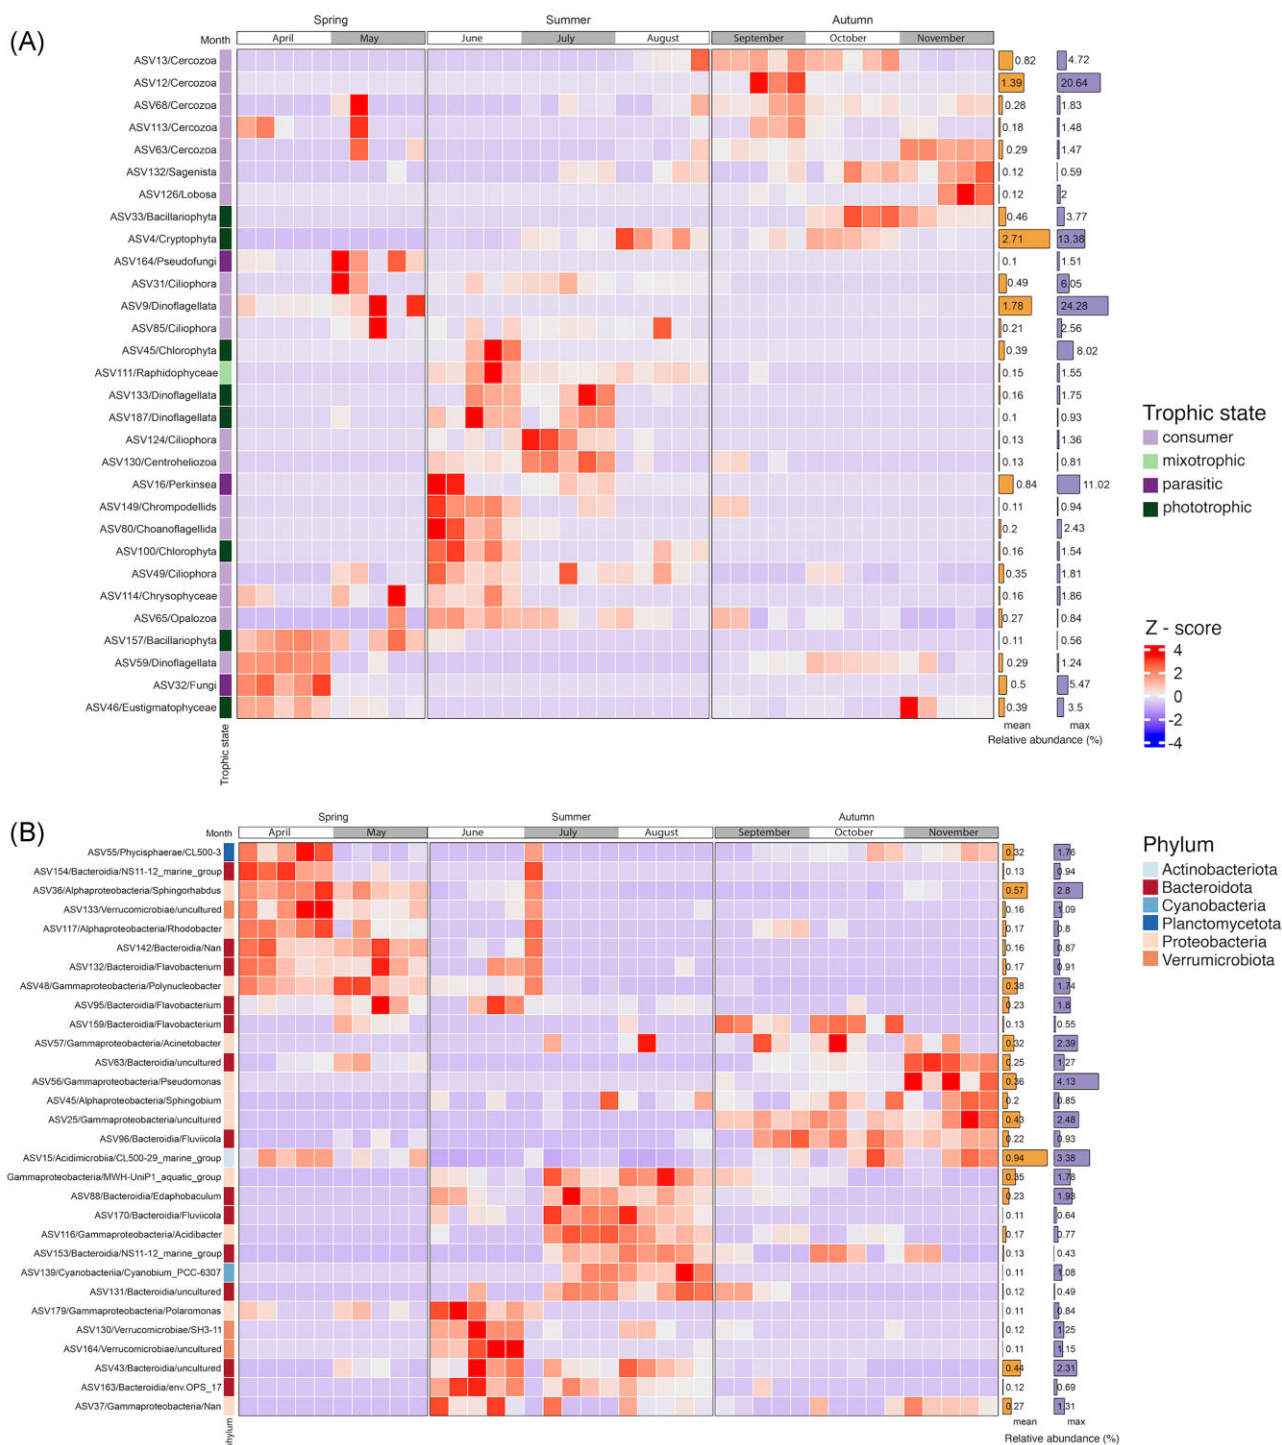 (A)
Spring Summer Autumn
Month April May June July August September October November
ASV13/Cercozoa 0.82 4.72
ASV12/Cercozoa 1.39 20.64
ASV68/Cercozoa 0.28 1.83
ASV113/Cercozoa 0.18 1.48
ASV63/Cercozoa 0.29 1.47
ASV132/Sagenista 0.12 0.59
ASV126/Lobosa 0.12 2
ASV33/Bacillariophyta 0.46 3.77
ASV4/Cryptophyta 2.71 13.38
ASV164/Pseudofungi 0.1 1.51
ASV31/Ciliophora 0.49 6.05
ASV9/Dinoflagellata 1.78 24.28
ASV85/Ciliophora 0.21 2.56
ASV45/Chlorophyta 0.39 8.02
ASV111/Raphidophyceae 0.15 1.55
ASV133/Dinoflagellata 0.16 1.75
ASV187/Dinoflagellata 0.1 0.93
ASV124/Ciliophora 0.13 1.36
ASV130/Centroheliozoa 0.13 0.81
ASV16/Perkinsea 0.84 11.02
ASV149/Chrompodellids 0.11 0.94
ASV80/Choanoflagellida 0.2 2.43
ASV100/Chlorophyta 0.16 1.54
ASV49/Ciliophora 0.35 1.81
ASV114/Chrysophyceae 0.16 1.86
ASV65/Opalozoa 0.27 0.84
ASV157/Bacillariophyta 0.11 0.56
ASV59/Dinoflagellata 0.29 1.24
ASV32/Fungi 0.5 5.47
ASV46/Eustigmatophyceae 0.39 3.5
mean max
Relative abundance (%)
Trophic state
Trophic state
consumer
mixotrophic
parasitic
phototrophic
Z - score
4
2
0
-2
-4
(B)
Spring Summer Autumn
Month April May June July August September October November
ASV55/Phycisphaerae/CL500-3 0.32 1.76
ASV154/Bacteroidia/NS11-12_marine_group 0.13 0.94
ASV36/Alphaproteobacteria/Sphingorhabdus 0.57 2.8
ASV133/Verrucomicrobiae/uncultured 0.16 1.09
ASV117/Alphaproteobacteria/Rhodobacter 0.17 0.8
ASV142/Bacteroidia/Nan 0.16 0.87
ASV132/Bacteroidia/Flavobacterium 0.17 0.91
ASV48/Gammaproteobacteria/Polynucleobacter 0.38 1.74
ASV95/Bacteroidia/Flavobacterium 0.23 1.8
ASV159/Bacteroidia/Flavobacterium 0.13 0.55
ASV57/Gammaproteobacteria/Acinetobacter 0.32 2.39
ASV63/Bacteroidia/uncultured 0.25 1.27
ASV56/Gammaproteobacteria/Pseudomonas 0.36 4.13
ASV45/Alphaproteobacteria/Sphingobium 0.2 0.85
ASV25/Gammaproteobacteria/uncultured 0.43 2.48
ASV96/Bacteroidia/Fluviicola 0.22 0.93
ASV15/Acidimicrobiia/CL500-29_marine_group 0.94 3.38
Gammaproteobacteria/MWH-UniP1_aquatic_group 0.35 1.78
ASV88/Bacteroidia/Edaphobaculum 0.23 1.93
ASV170/Bacteroidia/Fluviicola 0.11 0.64
ASV116/Gammaproteobacteria/Acidibacter 0.17 0.77
ASV153/Bacteroidia/NS11-12_marine_group 0.13 0.43
ASV139/Cyanobacteriia/Cyanobium_PCC-6307 0.11 1.08
ASV131/Bacteroidia/uncultured 0.12 0.49
ASV179/Gammaproteobacteria/Polaromonas 0.11 0.84
ASV130/Verrucomicrobiae/SH3-11 0.12 1.25
ASV164/Verrucomicrobiae/uncultured 0.11 1.15
ASV43/Bacteroidia/uncultured 0.44 2.31
ASV163/Bacteroidia/env.OPS_17 0.12 0.69
ASV37/Gammaproteobacteria/Nan 0.27 1.31
mean max
Relative abundance (%)
hylum
Phylum
Actinobacteriota
Bacteroidota
Cyanobacteria
Planctomycetota
Proteobacteria
Verrumicrobiota